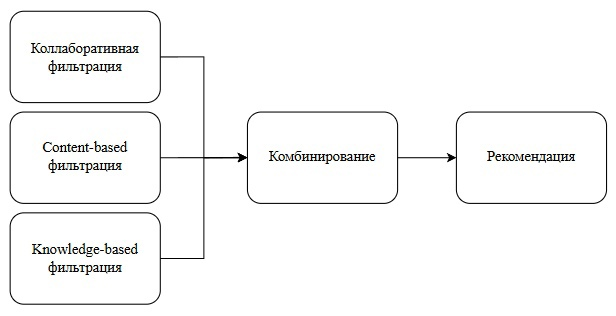 Коллаборативная
фильтрация
Content-based
фильтрация
Knowledge-based
фильтрация
Комбинирование
Рекомендация